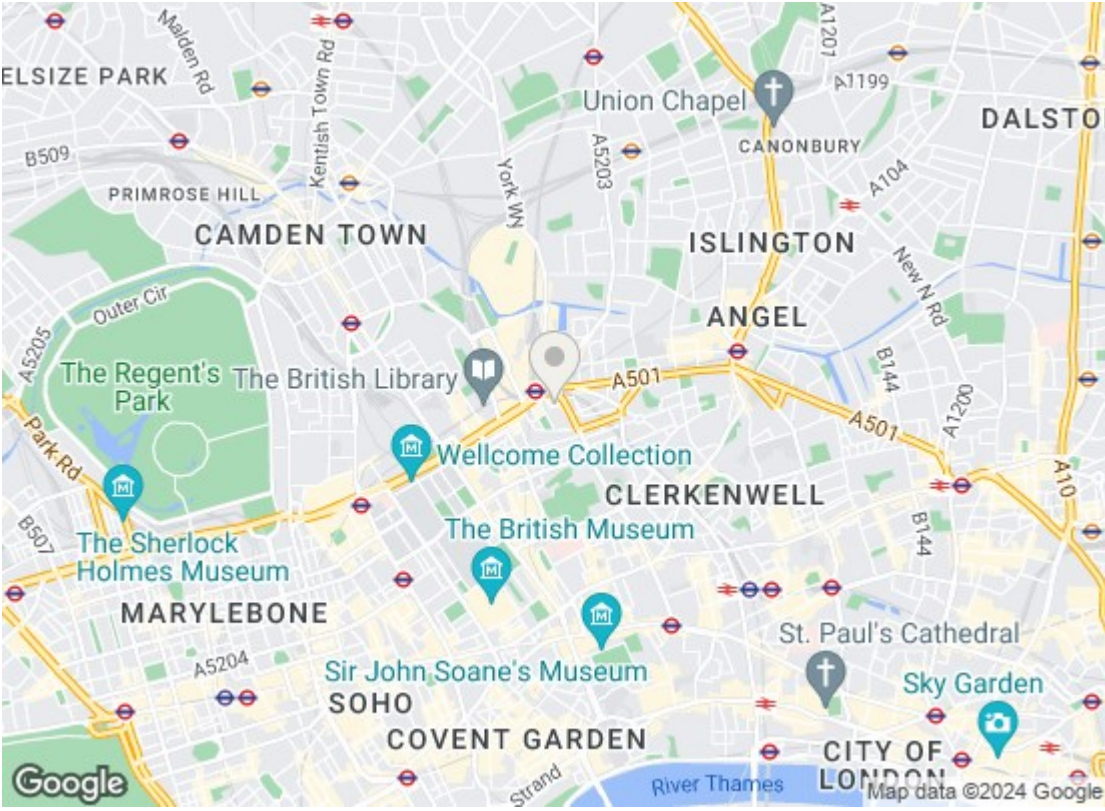 Malden Rd
Kentish Town Rd
A1201
ELSIZE PARK
A1199
Union Chapel
DALSTO
A5203
CANONBURY
B509
York Wy
A104
PRIMROSE HILL
CAMDEN TOWN
ISLINGTON
New N Rd
Outer Cir
ANGEL
A5205
The Regent's
Park
The British Library
A501
B144
A1200
Park Rd
A501
Wellcome Collection
A10
CLERKENWELL
B507
The British Museum
B144
The Sherlock
Holmes Museum
MARYLEBONE
St. Paul's Cathedral
A5204
Sir John Soane's Museum
Sky Garden
SOHO
COVENT GARDEN
CITY OF
LONDON
Strand
River Thames
Google
Map data ©2024 Google